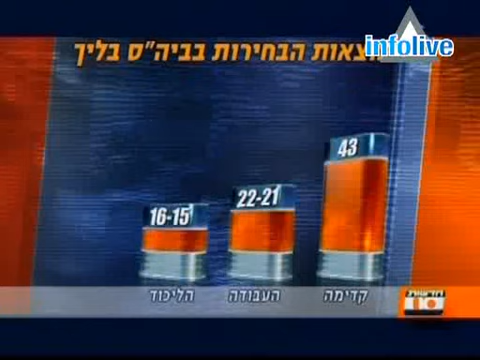 infolive
תוצאות הבחירות בביה"ס בליך
43
22-21
16-15
קדימה
העבודה
הליכוד
חדשות
10